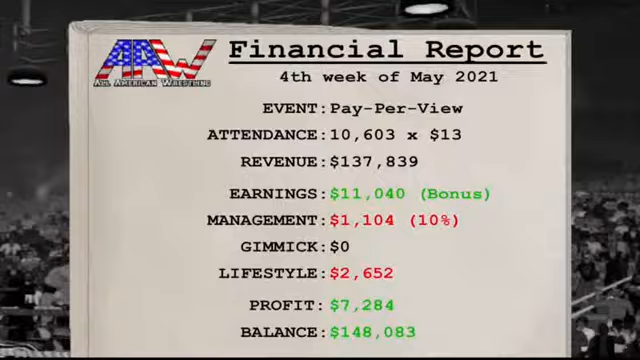 AAW
ALL AMERICAN WRESTLING
Financial Report
4th week of May 2021
EVENT: Pay-Per-View
ATTENDANCE: 10,603 x $13
REVENUE: $137,839
EARNINGS: $11,040 (Bonus)
MANAGEMENT: $1,104 (10%)
GIMMICK: $0
LIFESTYLE: $2,652
PROFIT: $7,284
BALANCE: $148,083